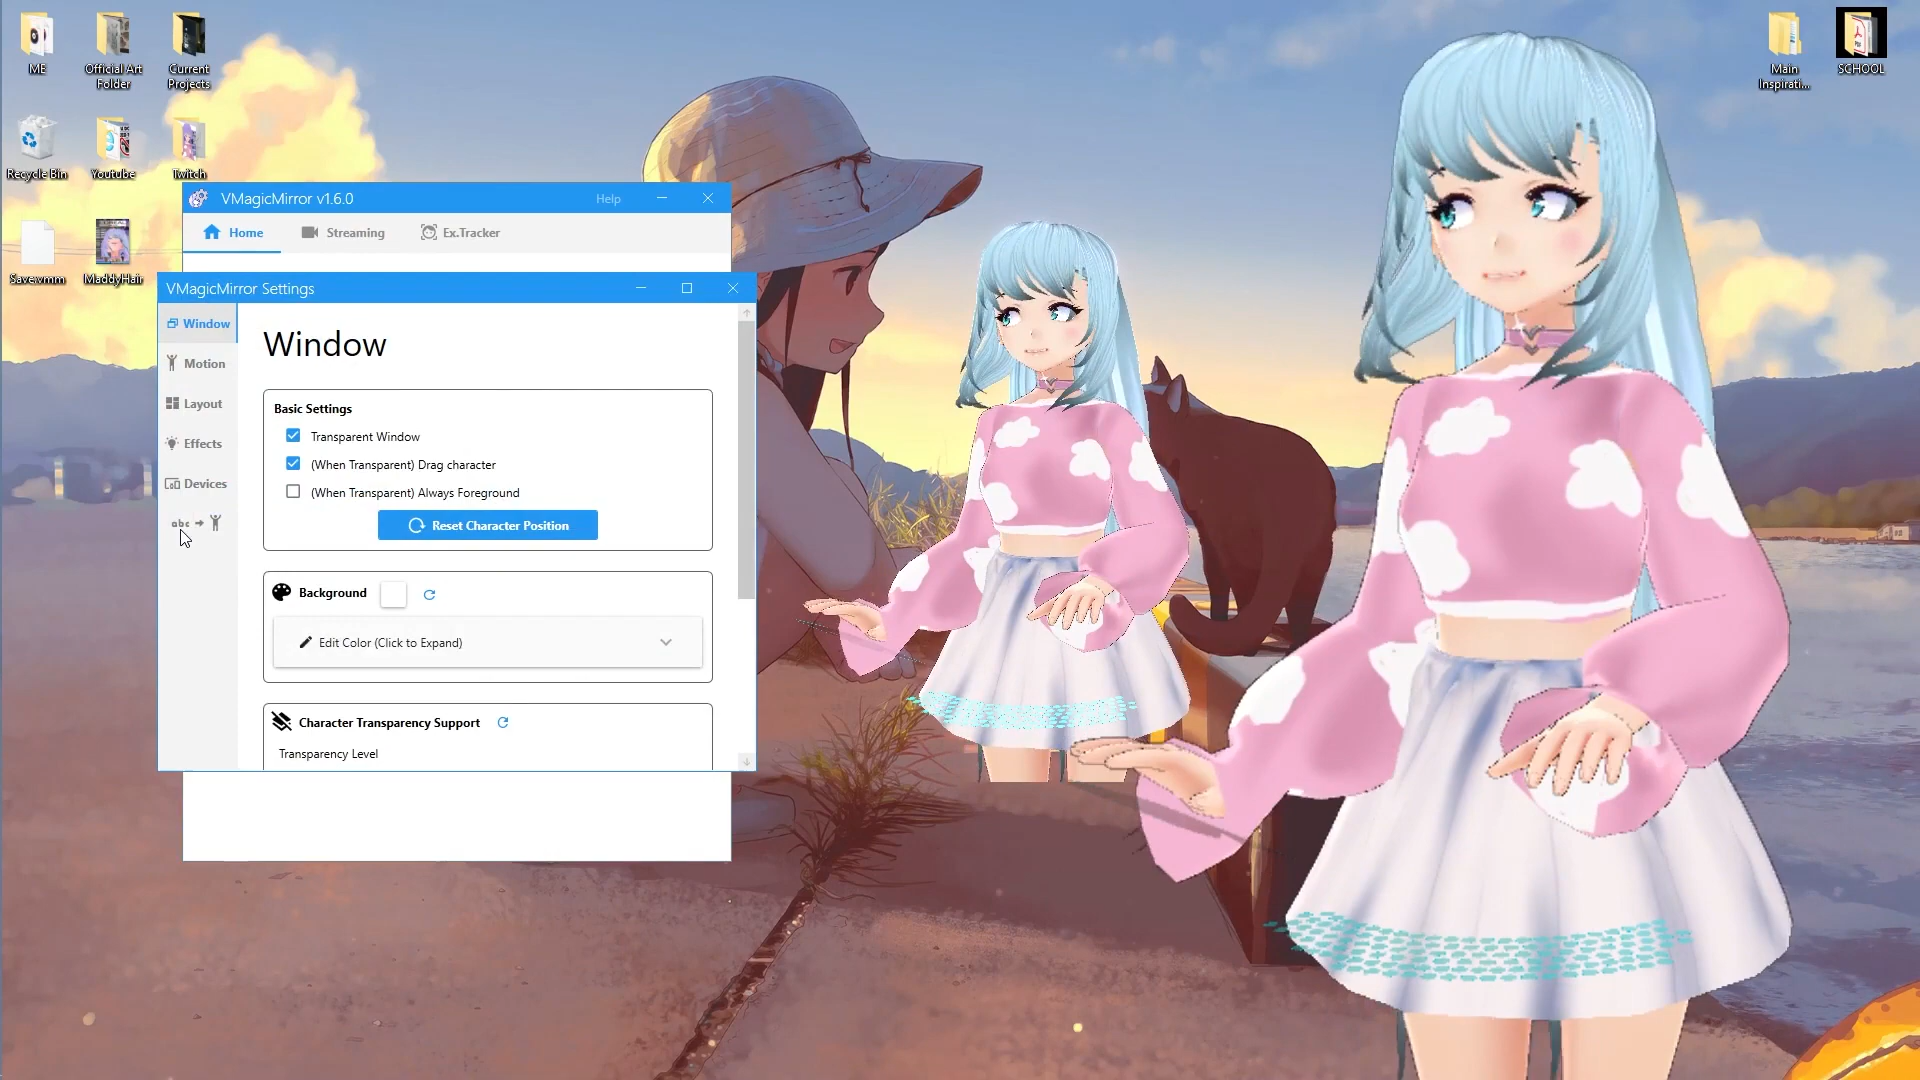 ME
Official Art
Folder
Current
Projects
Main
Inspirati...
SCHOOL
Recycle Bin
Youtube
Twitch
Savewmm
MaddyHair
VMagicMirror v1.6.0
Help
Home
Streaming
Ex.Tracker
VMagicMirror Settings
Window
Motion
Layout
Effects
Devices
abc
Window
Basic Settings
Transparent Window
(When Transparent) Drag character
(When Transparent) Always Foreground
Reset Character Position
Background
Edit Color (Click to Expand)
Character Transparency Support
Transparency Level